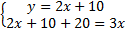 y = 2x + 10
2x + 10 + 20 = 3x